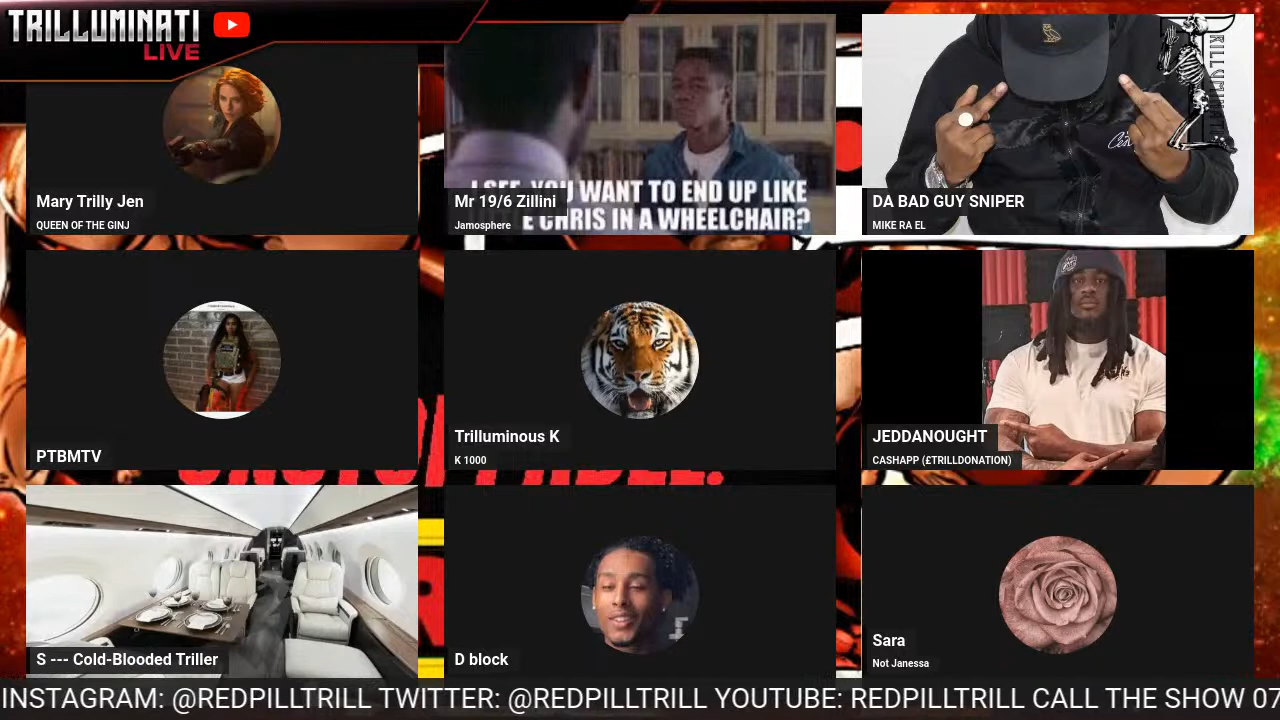 TRILLUMINATI
LIVE
Mary Trilly Jen
QUEEN OF THE GINJ
I SEE, YOU WANT TO END UP LIKE
CHRIS IN A WHEELCHAIR?
Mr 19/6 Zillini
Jamosphere
DA BAD GUY SNIPER
MIKE RA EL
PTBMTV
Trilluminous K
K 1000
JEDDANOUGHT
CASHAPP (£TRILLDONATION)
S --- Cold-Blooded Triller
D block
Sara
Not Janessa
INSTAGRAM: @REDPILLTRILL TWITTER: @REDPILLTRILL YOUTUBE: REDPILLTRILL CALL THE SHOW 07